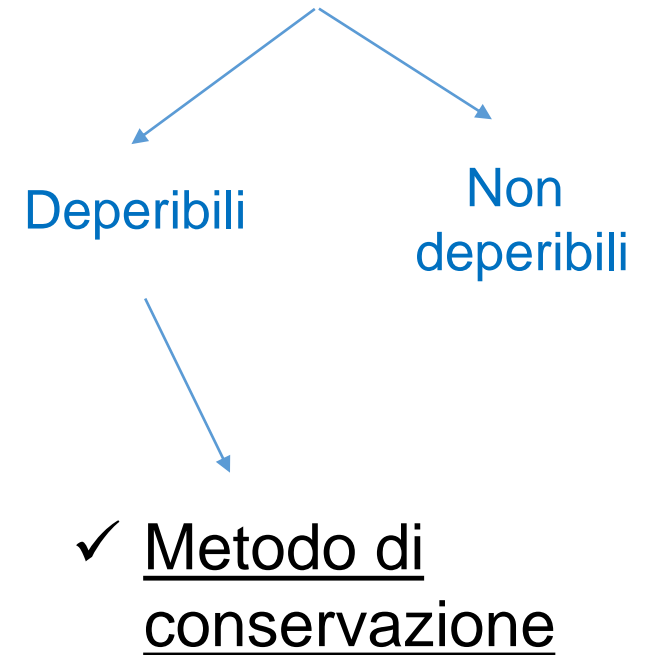 Deperibili
Non
deperibili
✓ Metodo di
conservazione